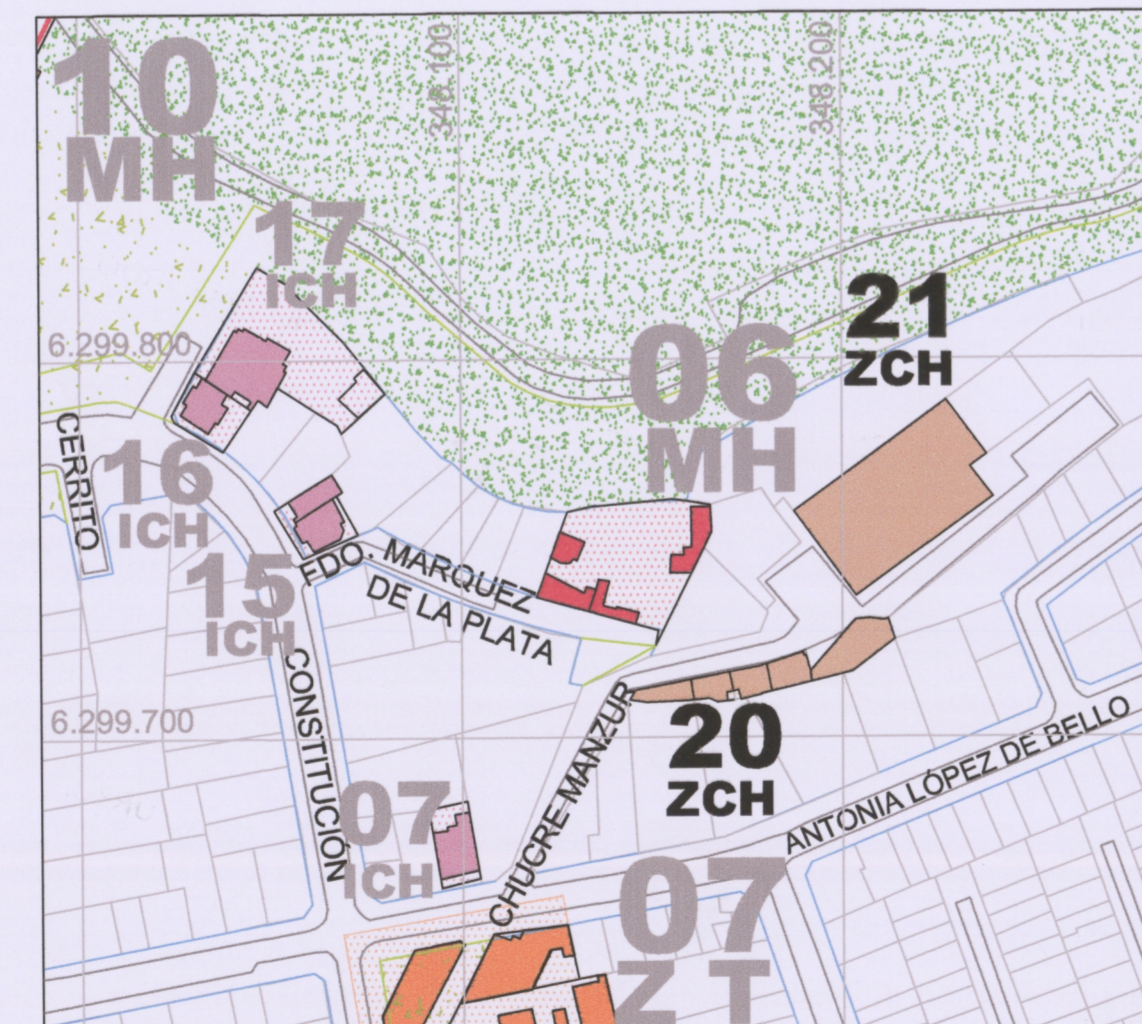 10
MH
348.100
348.200
17
ICH
21
ZCH
6.299.800
06
MH
CERRITO
16
ICH
15
ICH
FDO. MARQUEZ
DE LA PLATA
CONSTITUCIÓN
6.299.700
20
ZCH
CHUCRE MANZUR
ANTONIA LÓPEZ DE BELLO
07
ICH
07
Z T